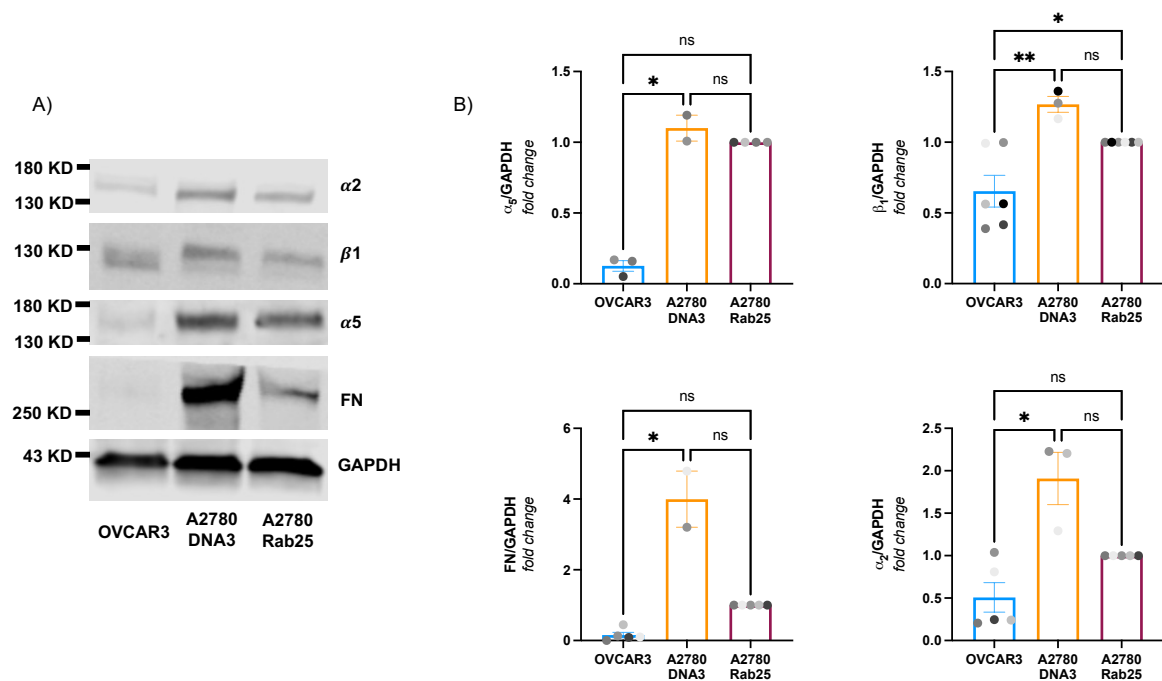 A)
180 KD
130 KD
α2
130 KD
β1
180 KD
130 KD
α5
250 KD
FN
43 KD
GAPDH
OVCAR3
A2780
DNA3
A2780
Rab25
B)
ns
*
ns
α5/GAPDH
fold change
1.5
1.0
0.5
0.0
OVCAR3
A2780
DNA3
A2780
Rab25
*
**
ns
β1/GAPDH
fold change
1.5
1.0
0.5
0.0
OVCAR3
A2780
DNA3
A2780
Rab25
ns
*
ns
FN/GAPDH
fold change
6
4
2
0
OVCAR3
A2780
DNA3
A2780
Rab25
ns
*
ns
α2/GAPDH
fold change
2.5
2.0
1.5
1.0
0.5
0.0
OVCAR3
A2780
DNA3
A2780
Rab25